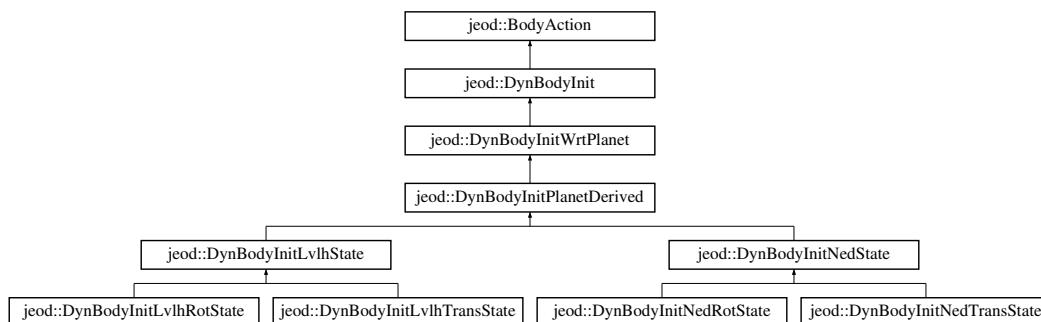 jeod::BodyAction
jeod::DynBodyInit
jeod::DynBodyInitWrtPlanet
jeod::DynBodyInitPlanetDerived
jeod::DynBodyInitLvlhState
jeod::DynBodyInitNedState
jeod::DynBodyInitLvlhRotState
jeod::DynBodyInitLvlhTransState
jeod::DynBodyInitNedRotState
jeod::DynBodyInitNedTransState